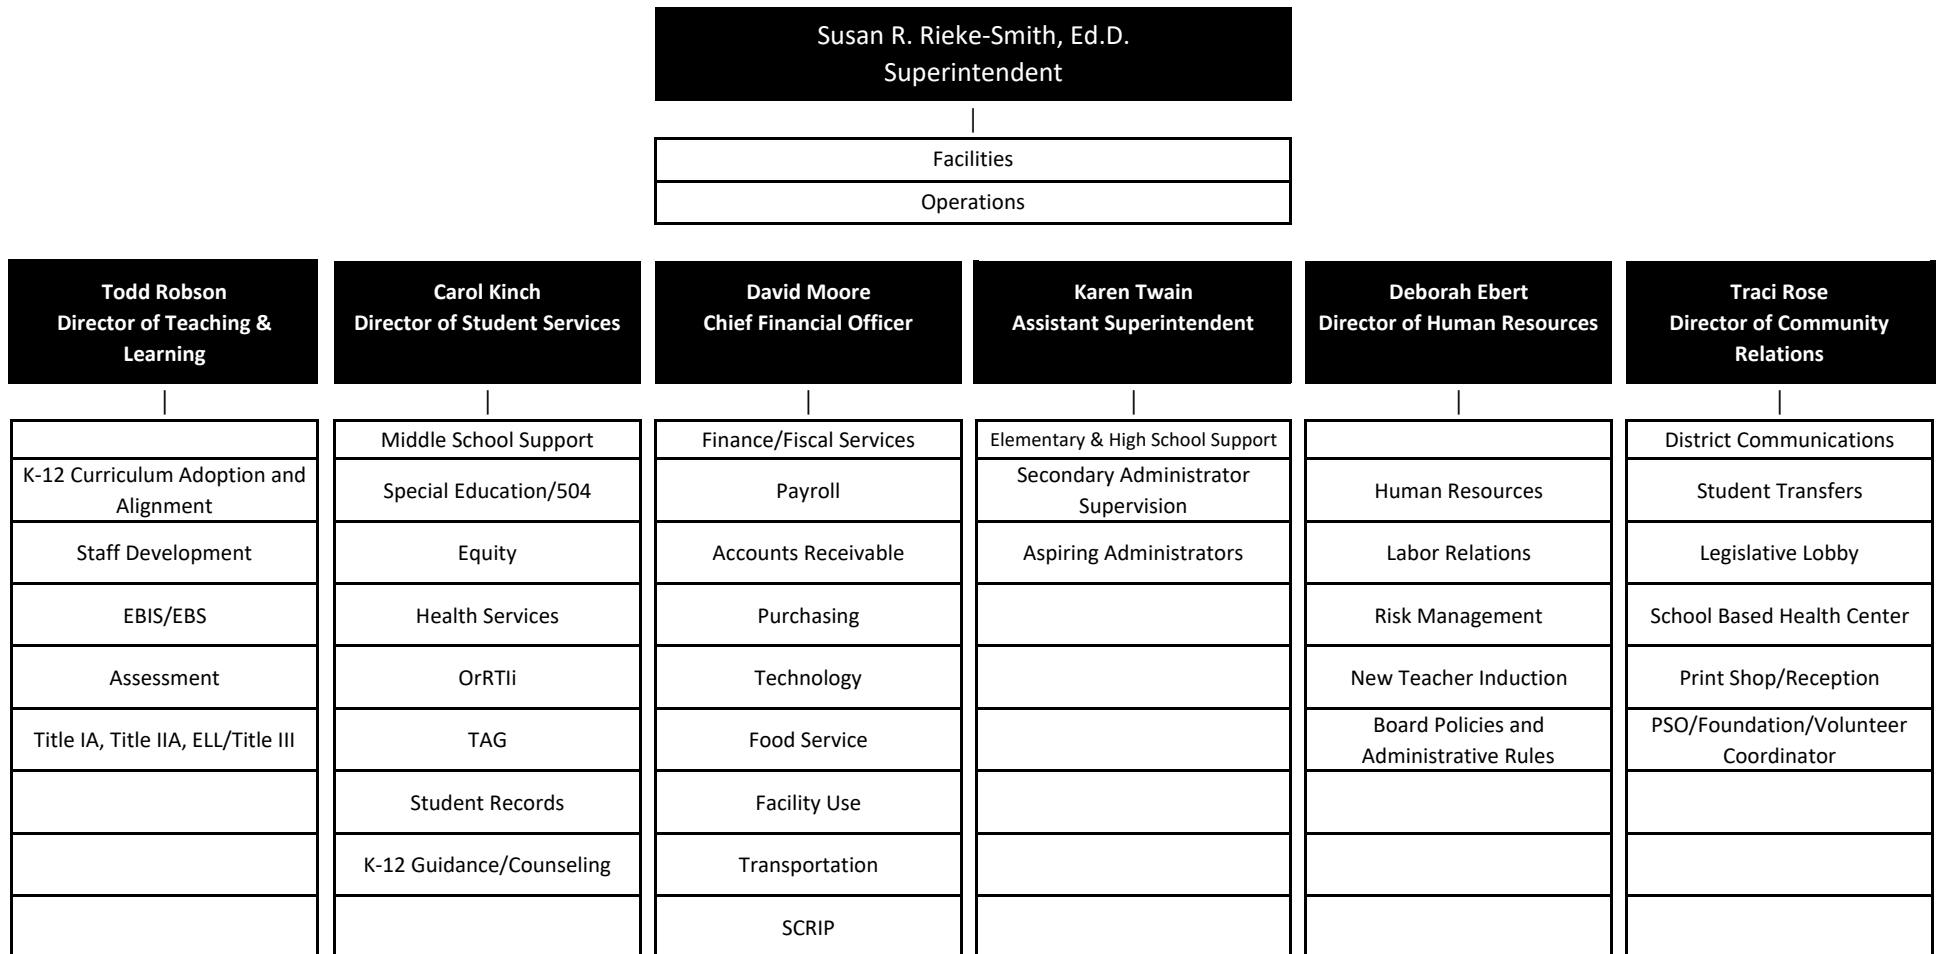 Susan R. Rieke-Smith, Ed.D.
Superintendent
Facilities
Operations
Todd Robson
Director of Teaching &
Learning
K-12 Curriculum Adoption and
Alignment
Staff Development
EBIS/EBS
Assessment
Title IA, Title IIA, ELL/Title III
Carol Kinch
Director of Student Services
Middle School Support
Special Education/504
Equity
Health Services
OrRTIi
TAG
Student Records
K-12 Guidance/Counseling
David Moore
Chief Financial Officer
Finance/Fiscal Services
Payroll
Accounts Receivable
Purchasing
Technology
Food Service
Facility Use
Transportation
SCRIP
Karen Twain
Assistant Superintendent
Elementary & High School Support
Secondary Administrator
Supervision
Aspiring Administrators
Deborah Ebert
Director of Human Resources
Human Resources
Labor Relations
Risk Management
New Teacher Induction
Board Policies and
Administrative Rules
Traci Rose
Director of Community
Relations
District Communications
Student Transfers
Legislative Lobby
School Based Health Center
Print Shop/Reception
PSO/Foundation/Volunteer
Coordinator